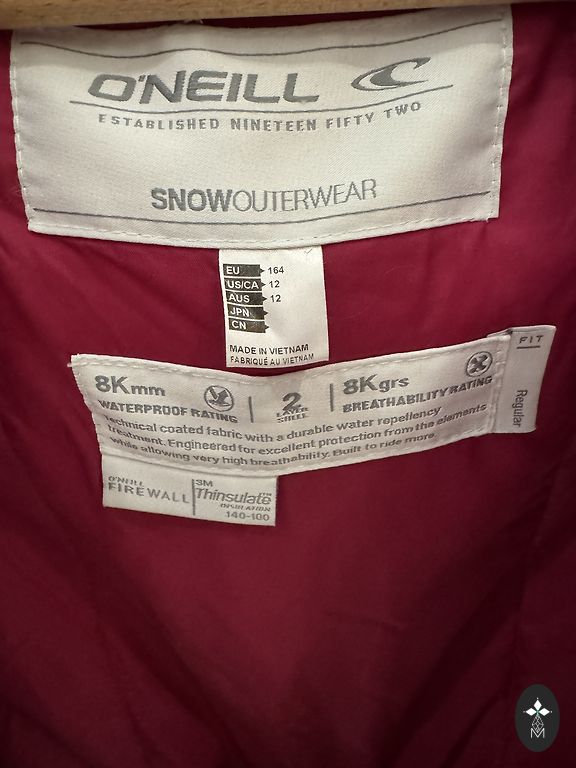 O'NEILL
ESTABLISHED NINETEEN FIFTY TWO
SNOWOUTERWEAR
EU 164
US/CA 12
AUS 12
JPN
CN
MADE IN VIETNAM
FABRIQUÉ AU VIETNAM
FIT
Regular
8Kmm
WATERPROOF RATING
2
LAYER
SHELL
8Kgrs
BREATHABILITY RATING
Technical coated fabric with a durable water repellency
treatment. Engineered for excellent protection from the elements
while allowing very high breathability. Built to ride more.
O'NEILL
FIREWALL
3M
Thinsulate™
INSULATION
140-100
M